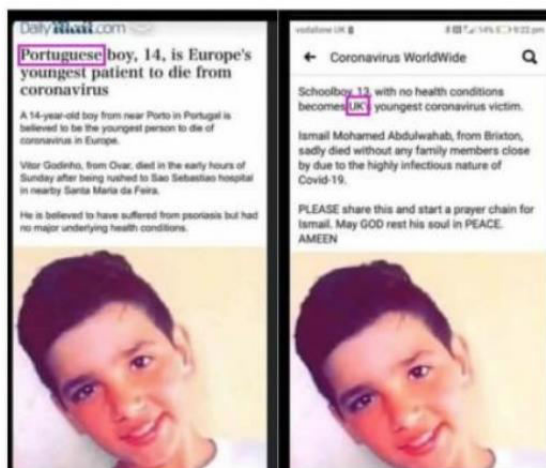 DailyMail.com
Portuguese boy, 14, is Europe's
youngest patient to die from
coronavirus
A 14-year-old boy from near Porto in Portugal is
believed to be the youngest person to die of
coronavirus in Europe.
Vitor Godinho, from Ovar, died in the early hours of
Sunday after being rushed to Sao Sebastiao hospital
in nearby Santa Maria da Feira.
He is believed to have suffered from psoriasis but had
no major underlying health conditions.
vodafone UK
14% 9:22 pm
Coronavirus WorldWide
Schoolboy, 13, with no health conditions
becomes UK's youngest coronavirus victim.
Ismail Mohamed Abdulwahab, from Brixton,
sadly died without any family members close
by due to the highly infectious nature of
Covid-19.
PLEASE share this and start a prayer chain for
Ismail. May GOD rest his soul in PEACE.
AMEEN